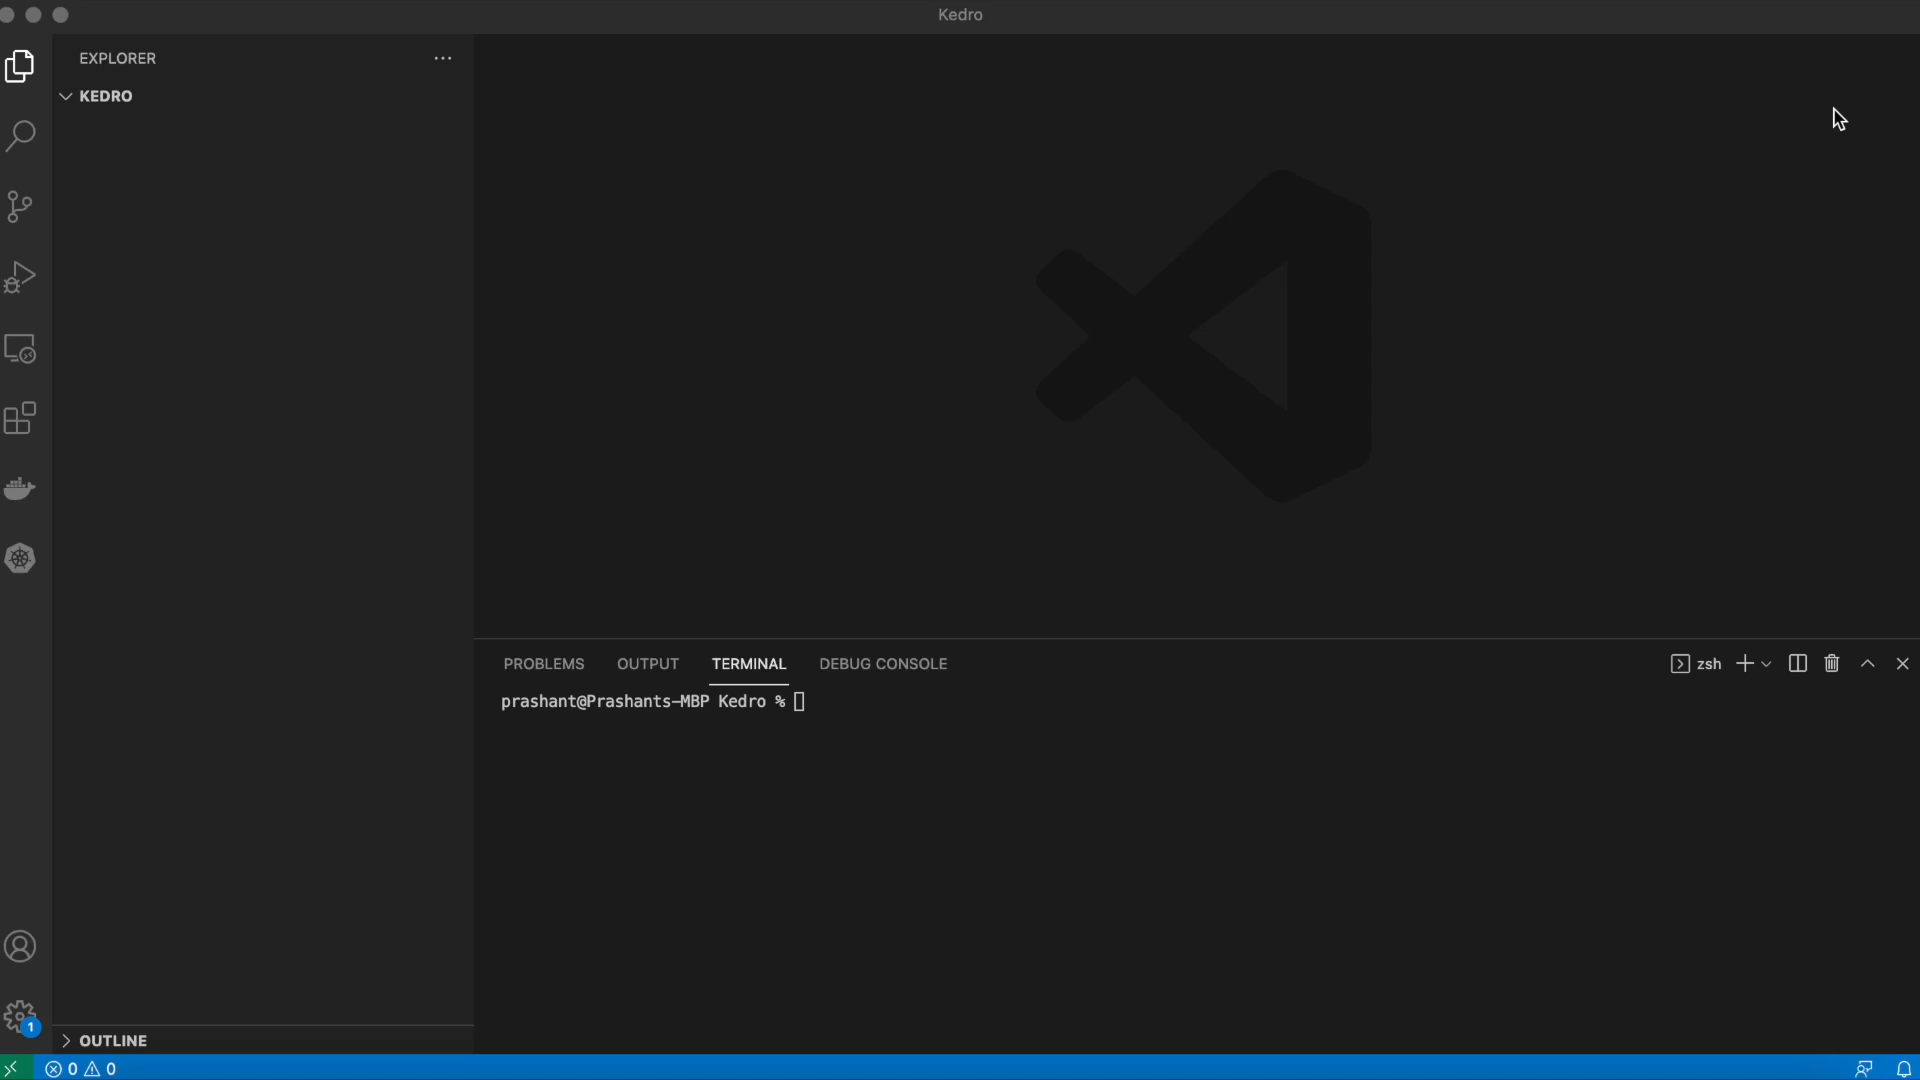 Kedro
EXPLORER
KEDRO
PROBLEMS OUTPUT TERMINAL DEBUG CONSOLE
zsh
prashant@Prashants-MBP Kedro %
1
OUTLINE
0 0